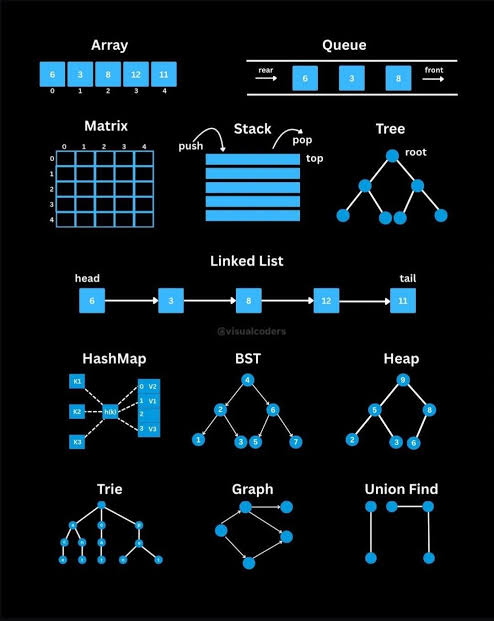 Array
6 3 8 12 11
0 1 2 3 4
Queue
rear
6 3 8
front
Matrix
0 1 2 3 4
0
1
2
3
4
Stack
push
pop
top
Tree
root
Linked List
head
tail
6 3 8 12 11
@visualcoders
HashMap
K1
K2
K3
h(k)
0 V2
1 V1
2
3 V3
BST
4
2 6
1 3 5 7
Heap
9
5 8
2 3 6
Trie
Graph
Union Find